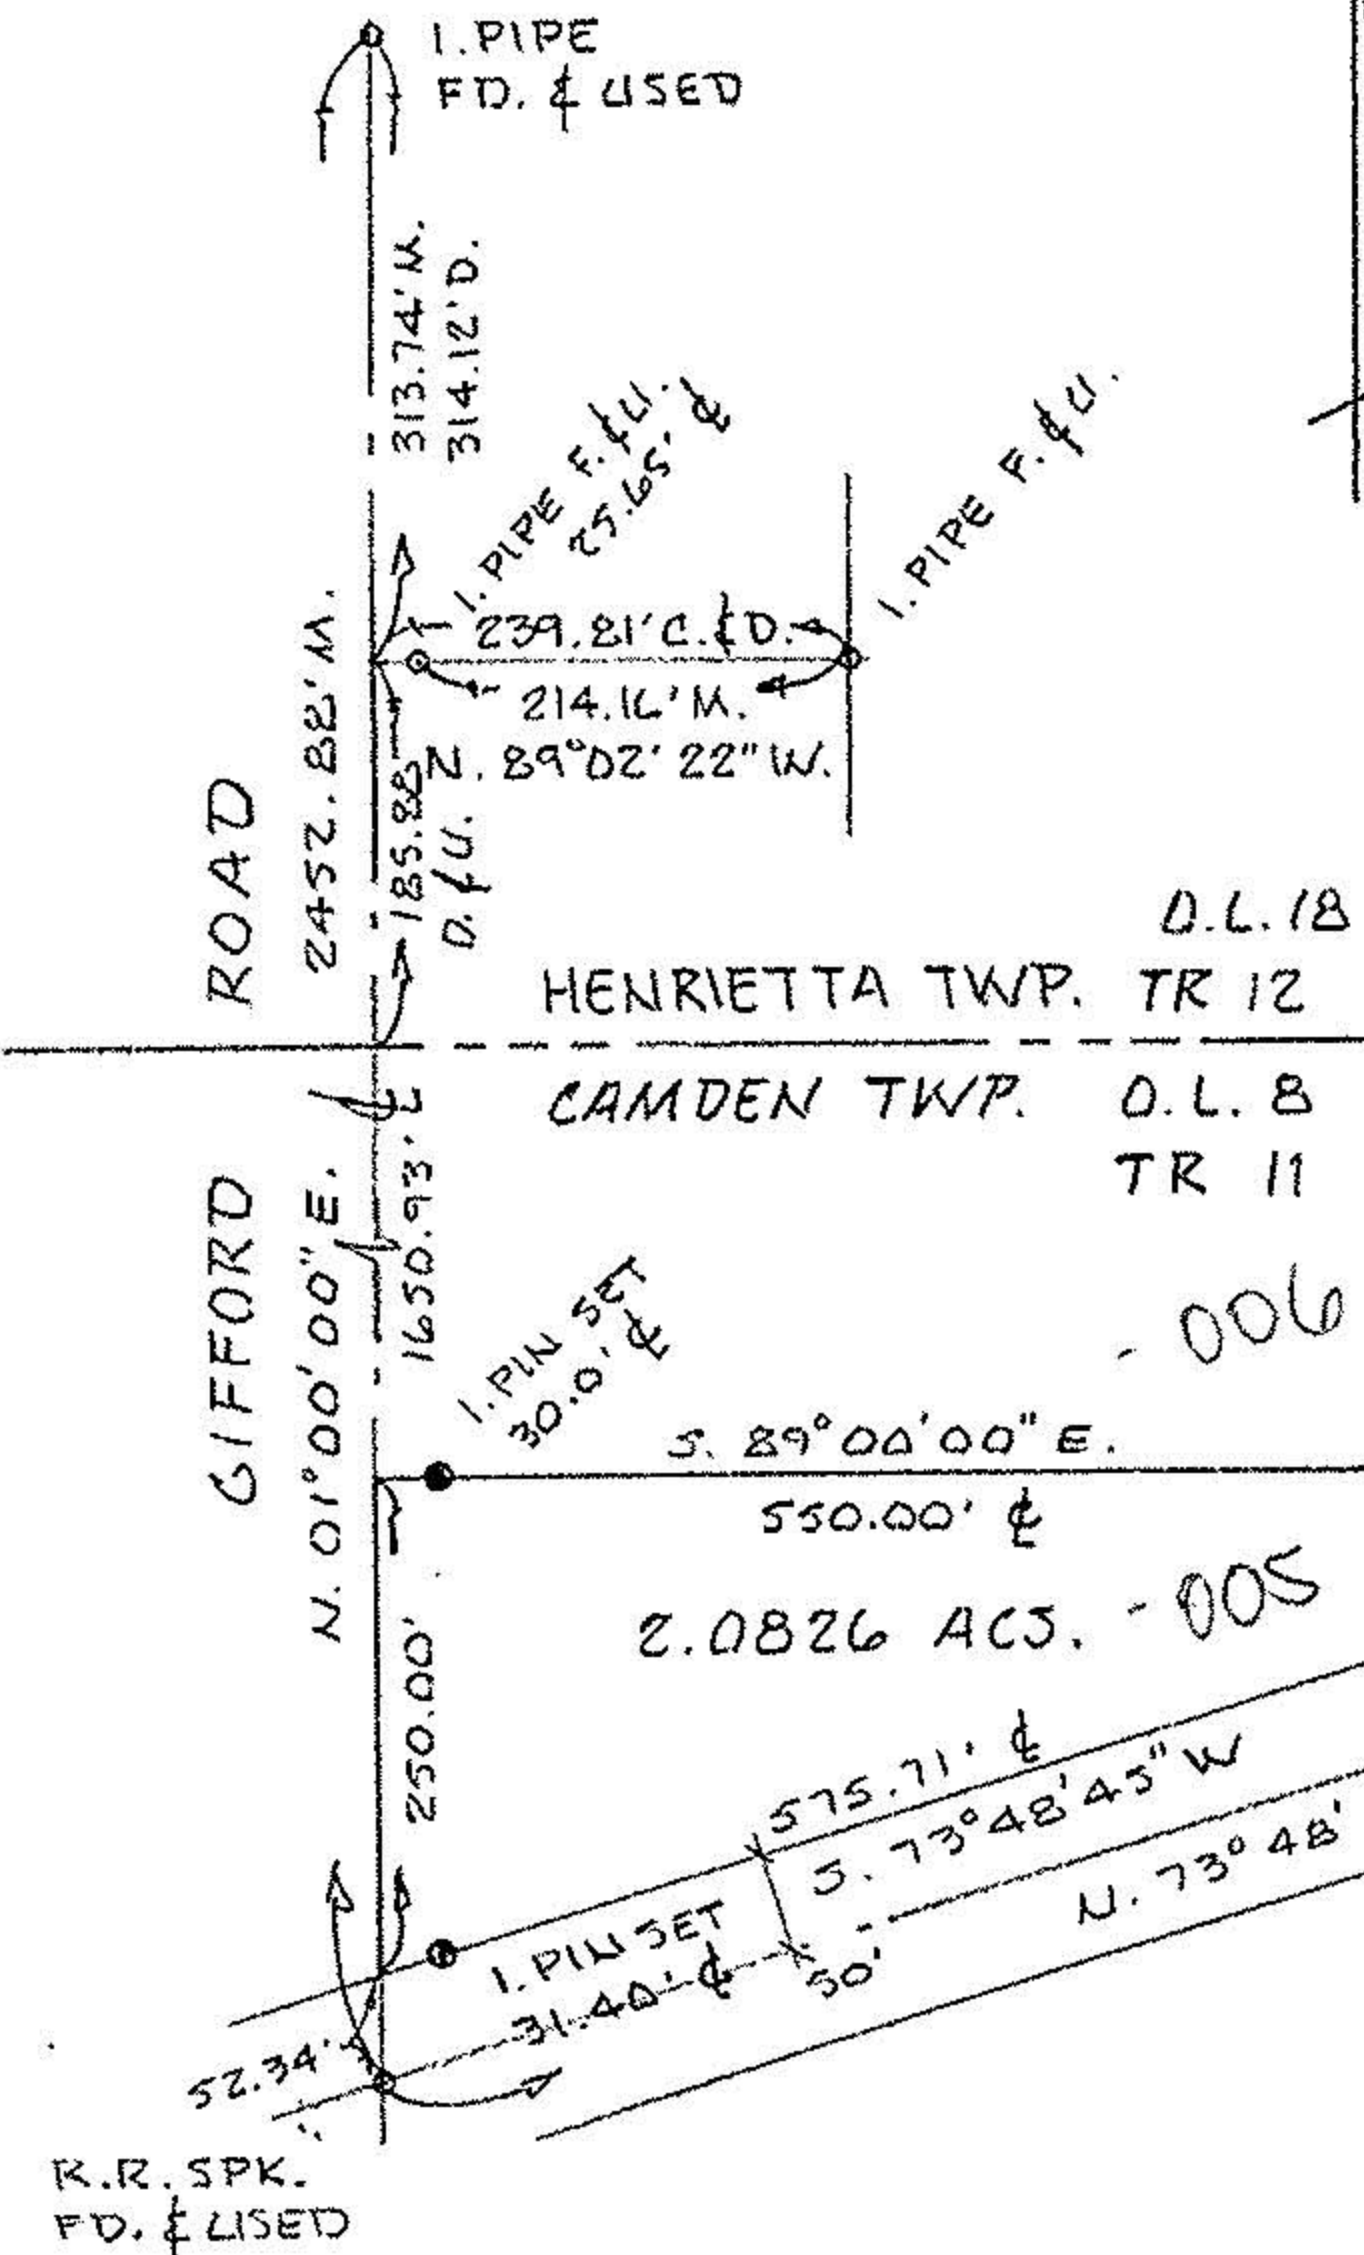 I. PIPE
FD. & USED
313.74' M.
314.12' D.
I. PIPE F. & U.
25.65' ℄
I. PIPE F. & U.
239.81' C. & D.
214.16' M.
N. 89°02'22" W.
185.88
D. & U.
2452.88' M.
GIFFORD ROAD
N. 01°00'00" E.
O.L. 18
HENRIETTA TWP. TR 12
CAMDEN TWP. O.L. 8
TR 11
1650.93'
- 006
I. PIN SET
30.0' ℄
S. 89°00'00" E.
550.00' ℄
2.0826 ACS. - 005
250.00'
575.71' ℄
S. 73°48'45" W
N. 73°48'
I. PIN SET
31.40' ℄
50'
52.34'
R.R. SPK.
FD. & USED